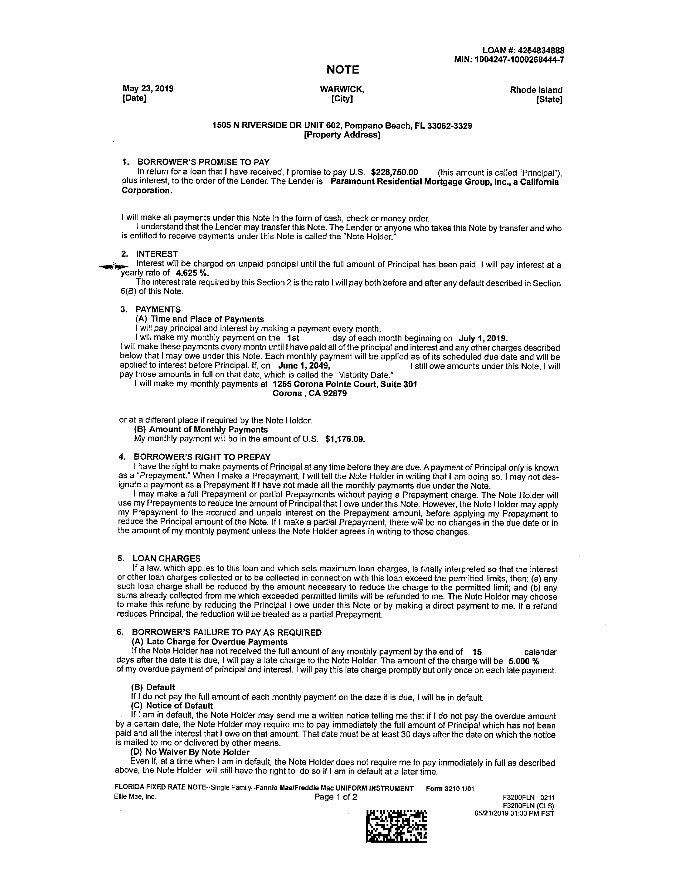 LOAN #: 4264834888
MIN: 1004247-1000268444-7
NOTE
May 23, 2019 WARWICK, Rhode Island
[Date] [City] [State]
1505 N RIVERSIDE DR UNIT 602, Pompano Beach, FL 33062-3329
[Property Address]
1. BORROWER'S PROMISE TO PAY
In return for a loan that I have received, I promise to pay U.S. $228,750.00 (this amount is called "Principal"),
plus interest, to the order of the Lender. The Lender is Paramount Residential Mortgage Group, Inc., a California
Corporation.
I will make all payments under this Note in the form of cash, check or money order.
I understand that the Lender may transfer this Note. The Lender or anyone who takes this Note by transfer and who
is entitled to receive payments under this Note is called the "Note Holder."
2. INTEREST
Interest will be charged on unpaid principal until the full amount of Principal has been paid. I will pay interest at a
yearly rate of 4.625 %.
The interest rate required by this Section 2 is the rate I will pay both before and after any default described in Section
6(B) of this Note.
3. PAYMENTS
(A) Time and Place of Payments
I will pay principal and interest by making a payment every month.
I will make my monthly payment on the 1st day of each month beginning on July 1, 2019.
I will make these payments every month until I have paid all of the principal and interest and any other charges described
below that I may owe under this Note. Each monthly payment will be applied as of its scheduled due date and will be
applied to interest before Principal. If, on June 1, 2049, I still owe amounts under this Note, I will
pay those amounts in full on that date, which is called the "Maturity Date."
I will make my monthly payments at 1265 Corona Pointe Court, Suite 301
Corona , CA 92879
or at a different place if required by the Note Holder.
(B) Amount of Monthly Payments
My monthly payment will be in the amount of U.S. $1,176.09.
4. BORROWER'S RIGHT TO PREPAY
I have the right to make payments of Principal at any time before they are due. A payment of Principal only is known
as a "Prepayment." When I make a Prepayment, I will tell the Note Holder in writing that I am doing so. I may not des-
ignate a payment as a Prepayment if I have not made all the monthly payments due under the Note.
I may make a full Prepayment or partial Prepayments without paying a Prepayment charge. The Note Holder will
use my Prepayments to reduce the amount of Principal that I owe under this Note. However, the Note Holder may apply
my Prepayment to the accrued and unpaid interest on the Prepayment amount, before applying my Prepayment to
reduce the Principal amount of the Note. If I make a partial Prepayment, there will be no changes in the due date or in
the amount of my monthly payment unless the Note Holder agrees in writing to those changes.
5. LOAN CHARGES
If a law, which applies to this loan and which sets maximum loan charges, is finally interpreted so that the interest
or other loan charges collected or to be collected in connection with this loan exceed the permitted limits, then: (a) any
such loan charge shall be reduced by the amount necessary to reduce the charge to the permitted limit; and (b) any
sums already collected from me which exceeded permitted limits will be refunded to me. The Note Holder may choose
to make this refund by reducing the Principal I owe under this Note or by making a direct payment to me. If a refund
reduces Principal, the reduction will be treated as a partial Prepayment.
6. BORROWER'S FAILURE TO PAY AS REQUIRED
(A) Late Charge for Overdue Payments
If the Note Holder has not received the full amount of any monthly payment by the end of 15 calendar
days after the date it is due, I will pay a late charge to the Note Holder. The amount of the charge will be 5.000 %
of my overdue payment of principal and interest. I will pay this late charge promptly but only once on each late payment.
(B) Default
If I do not pay the full amount of each monthly payment on the date it is due, I will be in default.
(C) Notice of Default
If I am in default, the Note Holder may send me a written notice telling me that if I do not pay the overdue amount
by a certain date, the Note Holder may require me to pay immediately the full amount of Principal which has not been
paid and all the interest that I owe on that amount. That date must be at least 30 days after the date on which the notice
is mailed to me or delivered by other means.
(D) No Waiver By Note Holder
Even if, at a time when I am in default, the Note Holder does not require me to pay immediately in full as described
above, the Note Holder will still have the right to do so if I am in default at a later time.
FLORIDA FIXED RATE NOTE--Single Family--Fannie Mae/Freddie Mac UNIFORM INSTRUMENT Form 3210 1/01
Ellie Mae, Inc. Page 1 of 2 F3200FLN 0211
F3200FLN (CLS)
05/21/2019 01:33 PM PST